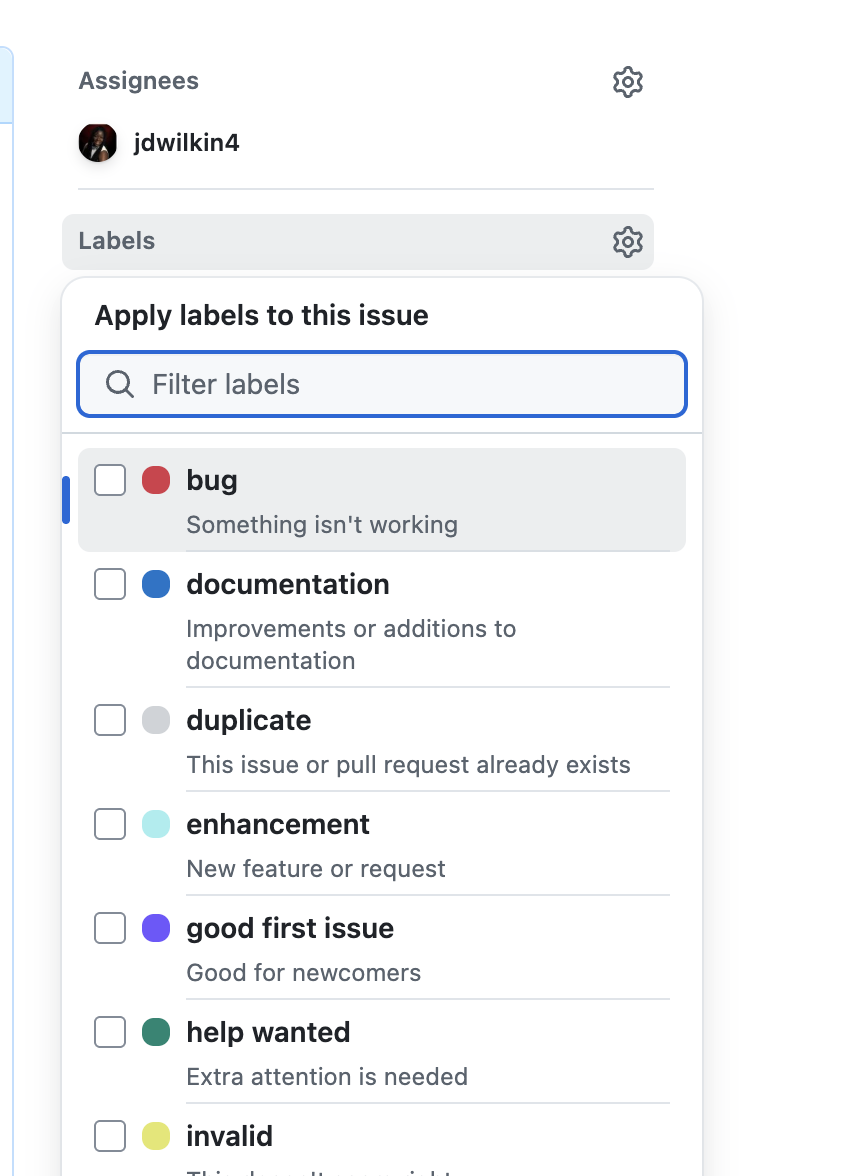 Assignees
jdwilkin4
Labels
Apply labels to this issue
Filter labels
bug
Something isn't working
documentation
Improvements or additions to
documentation
duplicate
This issue or pull request already exists
enhancement
New feature or request
good first issue
Good for newcomers
help wanted
Extra attention is needed
invalid